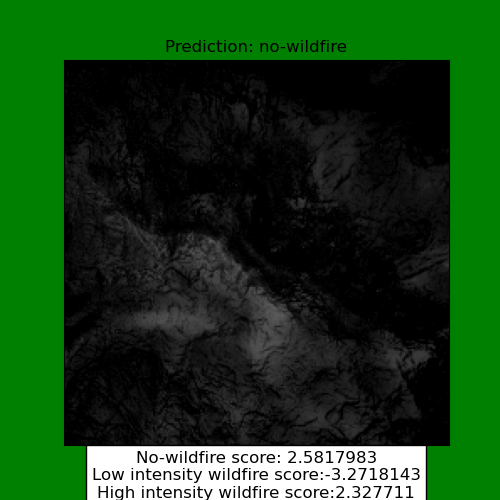 Prediction: no-wildfire
No-wildfire score: 2.5817983
Low intensity wildfire score:-3.2718143
High intensity wildfire score:2.327711